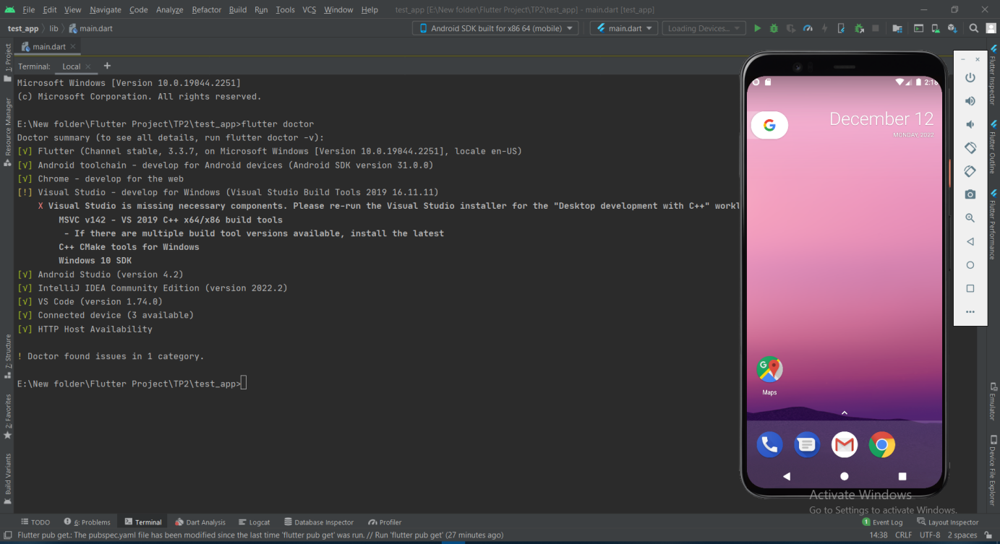 File Edit View Navigate Code Analyze Refactor Build Run Tools VCS Window Help test_app [E:\New folder\Flutter Project\TP2\test_app] - main.dart [test_app]
test_app lib main.dart Android SDK built for x86 64 (mobile) main.dart Loading Devices...
main.dart
Terminal: Local
Microsoft Windows [Version 10.0.19044.2251]
(c) Microsoft Corporation. All rights reserved.
E:\New folder\Flutter Project\TP2\test_app>flutter doctor
Doctor summary (to see all details, run flutter doctor -v):
[√] Flutter (Channel stable, 3.3.7, on Microsoft Windows [Version 10.0.19044.2251], locale en-US)
[√] Android toolchain - develop for Android devices (Android SDK version 31.0.0)
[√] Chrome - develop for the web
[!] Visual Studio - develop for Windows (Visual Studio Build Tools 2019 16.11.11)
X Visual Studio is missing necessary components. Please re-run the Visual Studio installer for the "Desktop development with C++" workl
MSVC v142 - VS 2019 C++ x64/x86 build tools
- If there are multiple build tool versions available, install the latest
C++ CMake tools for Windows
Windows 10 SDK
[√] Android Studio (version 4.2)
[√] IntelliJ IDEA Community Edition (version 2022.2)
[√] VS Code (version 1.74.0)
[√] Connected device (3 available)
[√] HTTP Host Availability
! Doctor found issues in 1 category.
E:\New folder\Flutter Project\TP2\test_app>
1: Project
Resource Manager
7: Structure
2: Favorites
Build Variants
December 12
MONDAY, 2022
Maps
Flutter Inspector
Flutter Outline
Flutter Performance
Emulator
Device File Explorer
Activate Windows
Go to Settings to activate Windows.
TODO 6: Problems Terminal Dart Analysis Logcat Database Inspector Profiler 1 Event Log Layout Inspector
Flutter pub get.: The pubspec.yaml file has been modified since the last time 'flutter pub get' was run. // Run 'flutter pub get' (27 minutes ago) 14:38 CRLF UTF-8 2 spaces